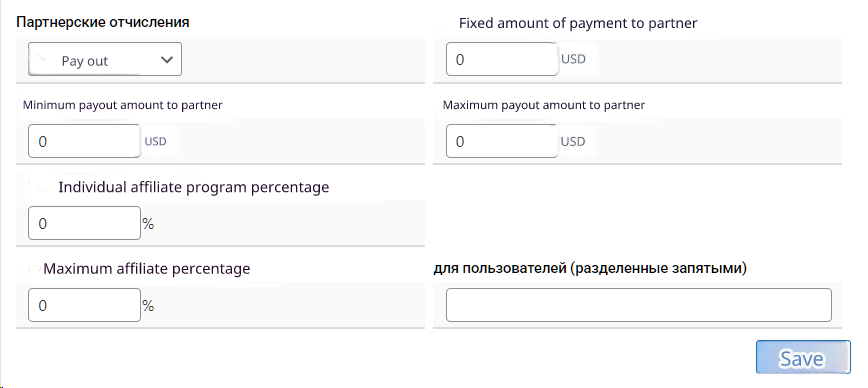 Партнерские отчисления
Fixed amount of payment to partner
Pay out
0 USD
Minimum payout amount to partner
Maximum payout amount to partner
0 USD
0 USD
Individual affiliate program percentage
0 %
Maximum affiliate percentage
для пользователей (разделенные запятыми)
0 %
Save